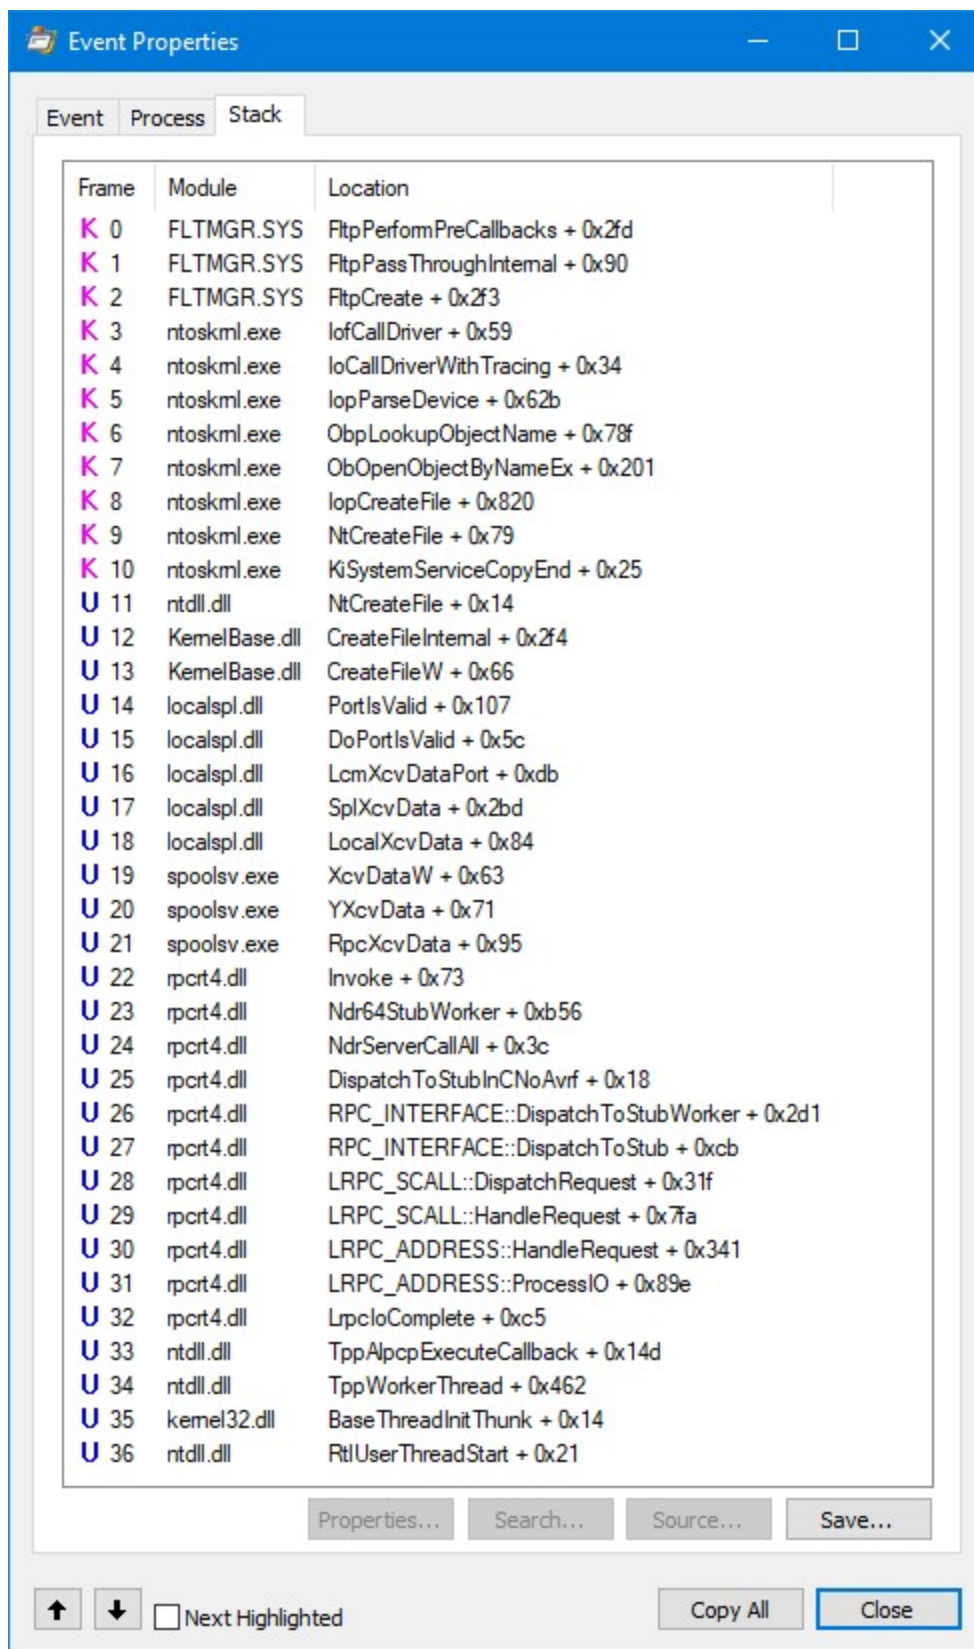 Event Properties
Event Process Stack
Frame Module Location
K 0 FLTMGR.SYS FltpPerformPreCallbacks + 0x2fd
K 1 FLTMGR.SYS FltpPassThroughInternal + 0x90
K 2 FLTMGR.SYS FltpCreate + 0x2f3
K 3 ntoskrnl.exe IofCallDriver + 0x59
K 4 ntoskrnl.exe IoCallDriverWithTracing + 0x34
K 5 ntoskrnl.exe IopParseDevice + 0x62b
K 6 ntoskrnl.exe ObpLookupObjectName + 0x78f
K 7 ntoskrnl.exe ObOpenObjectByNameEx + 0x201
K 8 ntoskrnl.exe IopCreateFile + 0x820
K 9 ntoskrnl.exe NtCreateFile + 0x79
K 10 ntoskrnl.exe KiSystemServiceCopyEnd + 0x25
U 11 ntdll.dll NtCreateFile + 0x14
U 12 KernelBase.dll CreateFileInternal + 0x2f4
U 13 KernelBase.dll CreateFileW + 0x66
U 14 localspl.dll PortIsValid + 0x107
U 15 localspl.dll DoPortIsValid + 0x5c
U 16 localspl.dll LcmXcvDataPort + 0xdb
U 17 localspl.dll SplXcvData + 0x2bd
U 18 localspl.dll LocalXcvData + 0x84
U 19 spoolsv.exe XcvDataW + 0x63
U 20 spoolsv.exe YXcvData + 0x71
U 21 spoolsv.exe RpcXcvData + 0x95
U 22 rpcrt4.dll Invoke + 0x73
U 23 rpcrt4.dll Ndr64StubWorker + 0xb56
U 24 rpcrt4.dll NdrServerCallAll + 0x3c
U 25 rpcrt4.dll DispatchToStubInCNoAvrf + 0x18
U 26 rpcrt4.dll RPC_INTERFACE::DispatchToStubWorker + 0x2d1
U 27 rpcrt4.dll RPC_INTERFACE::DispatchToStub + 0xcb
U 28 rpcrt4.dll LRPC_SCALL::DispatchRequest + 0x31f
U 29 rpcrt4.dll LRPC_SCALL::HandleRequest + 0x7fa
U 30 rpcrt4.dll LRPC_ADDRESS::HandleRequest + 0x341
U 31 rpcrt4.dll LRPC_ADDRESS::ProcessIO + 0x89e
U 32 rpcrt4.dll LrpcIoComplete + 0xc5
U 33 ntdll.dll TppAlpcpExecuteCallback + 0x14d
U 34 ntdll.dll TppWorkerThread + 0x462
U 35 kernel32.dll BaseThreadInitThunk + 0x14
U 36 ntdll.dll RtlUserThreadStart + 0x21
Properties... Search... Source... Save...
Next Highlighted Copy All Close